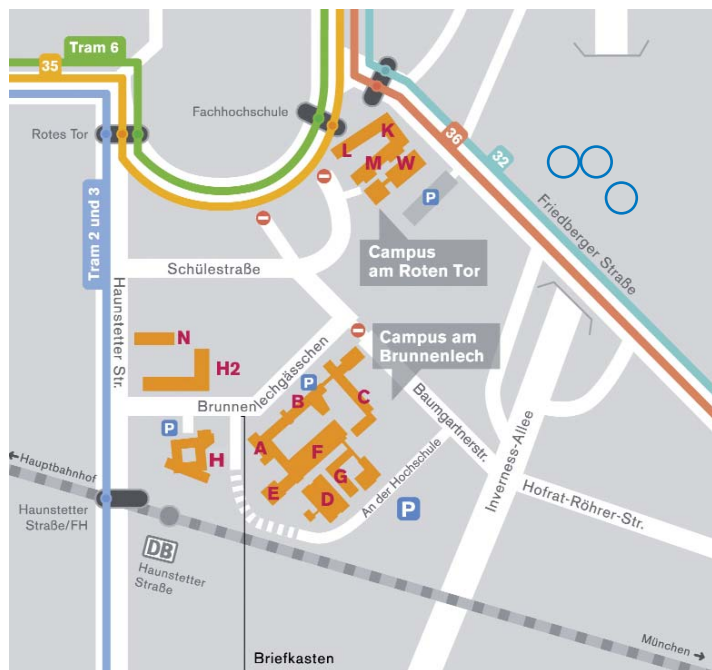 Tram 6
35
Fachhochschule
Rotes Tor
K
L
M
W
P
36
32
Friedberger Straße
Tram 2 und 3
Campus
am Roten Tor
Schülestraße
Haunstetter Str.
N
H2
Campus am
Brunnenlech
P
B
C
Brunnenlechgässchen
Baumgartnerstr.
P
A
F
H
G
E
D
An der Hochschule
P
Inverness-Allee
Hofrat-Röhrer-Str.
Hauptbahnhof
Haunstetter
Straße/FH
DB
Haunstetter
Straße
München
Briefkasten